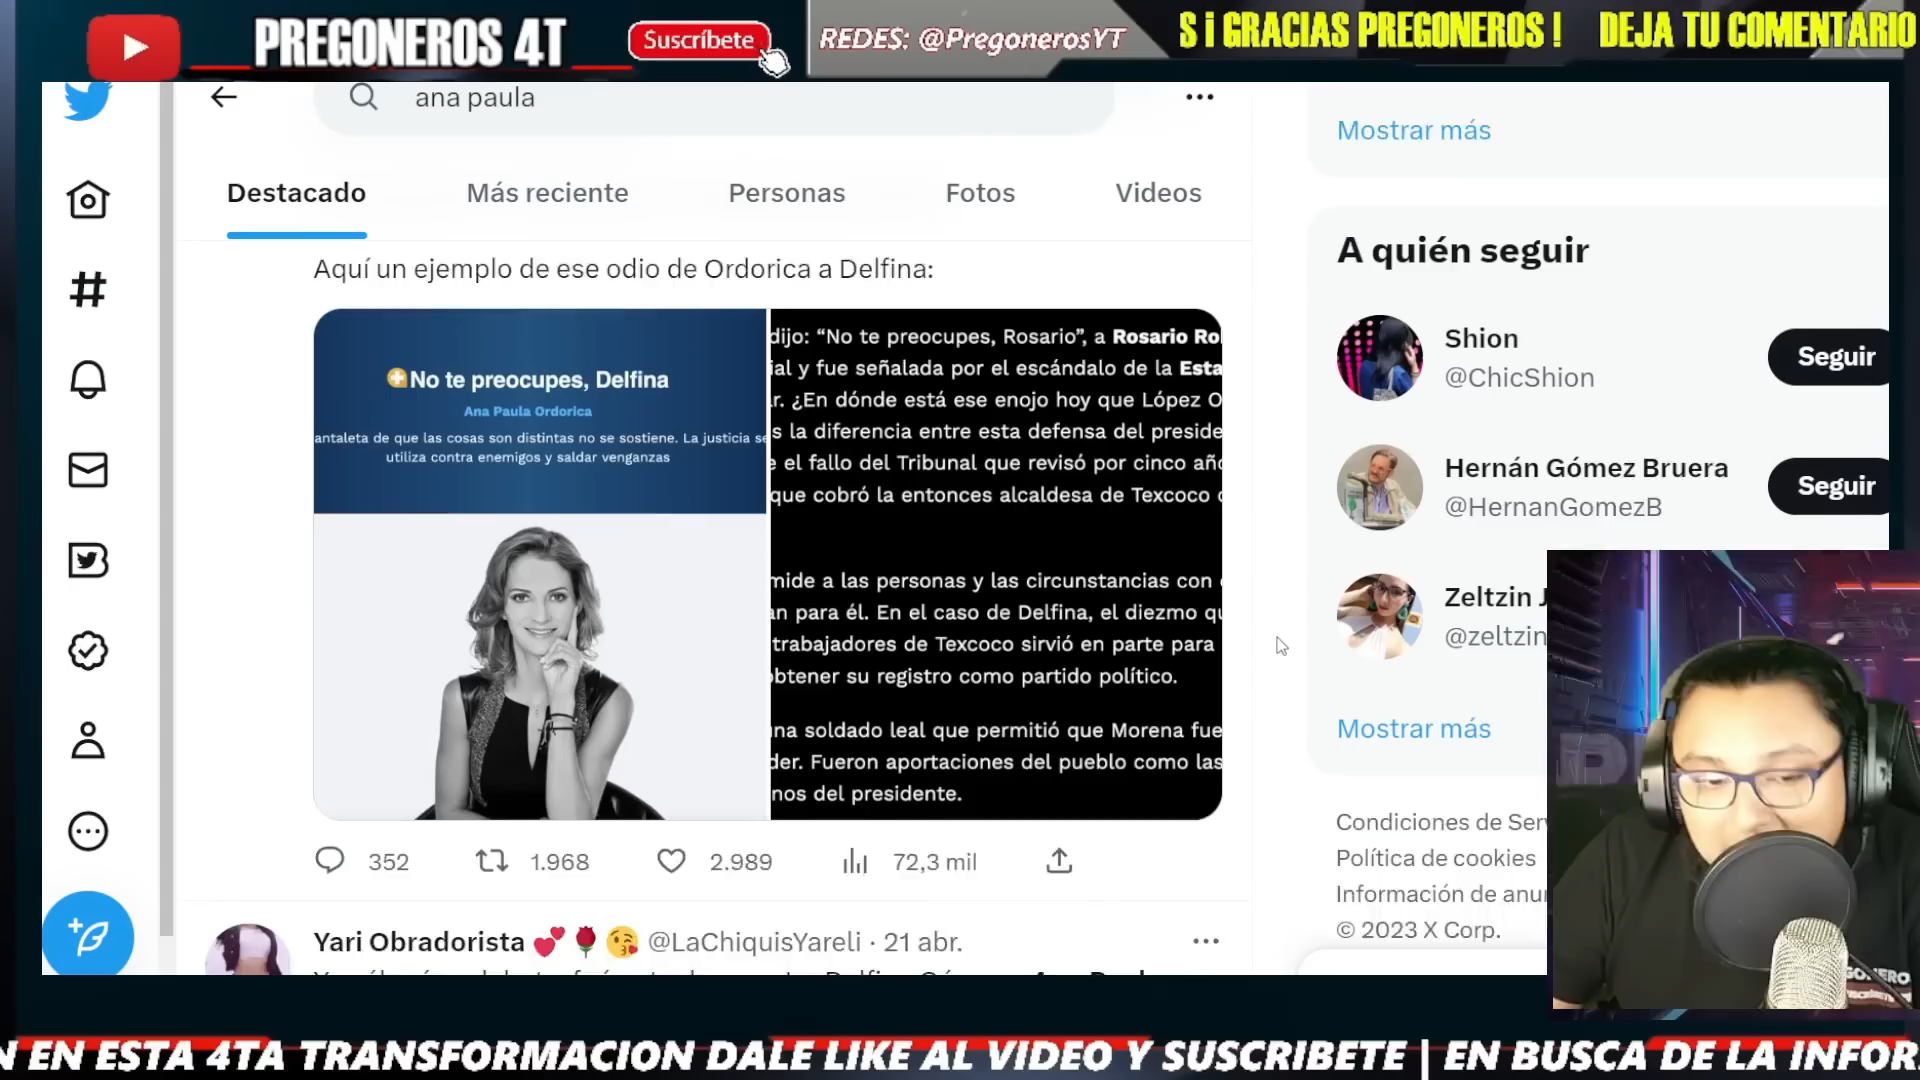 PREGONEROS 4T
Suscríbete
REDES: @PregonerosYT
S ¡ GRACIAS PREGONEROS ! DEJA TU COMENTARIO
ana paula
Destacado
Más reciente
Personas
Fotos
Videos
Aquí un ejemplo de ese odio de Ordorica a Delfina:
No te preocupes, Delfina
Ana Paula Ordorica
antaleta de que las cosas son distintas no se sostiene. La justicia se
utiliza contra enemigos y saldar venganzas
dijo: “No te preocupes, Rosario”, a Rosario Ro
ial y fue señalada por el escándalo de la Esta
r. ¿En dónde está ese enojo hoy que López O
s la diferencia entre esta defensa del preside
e el fallo del Tribunal que revisó por cinco año
que cobró la entonces alcaldesa de Texcoco
mide a las personas y las circunstancias con
an para él. En el caso de Delfina, el diezmo qu
trabajadores de Texcoco sirvió en parte para
obtener su registro como partido político.
una soldado leal que permitió que Morena fue
der. Fueron aportaciones del pueblo como las
nos del presidente.
352
1.968
2.989
72,3 mil
Yari Obradorista 💕🌹😘 @LaChiquisYareli · 21 abr.
Mostrar más
A quién seguir
Shion
@ChicShion
Seguir
Hernán Gómez Bruera
@HernanGomezB
Seguir
Zeltzin J
@zeltzin
Mostrar más
Condiciones de Serv
Política de cookies
Información de anun
© 2023 X Corp.
N EN ESTA 4TA TRANSFORMACION DALE LIKE AL VIDEO Y SUSCRIBETE | EN BUSCA DE LA INFOR